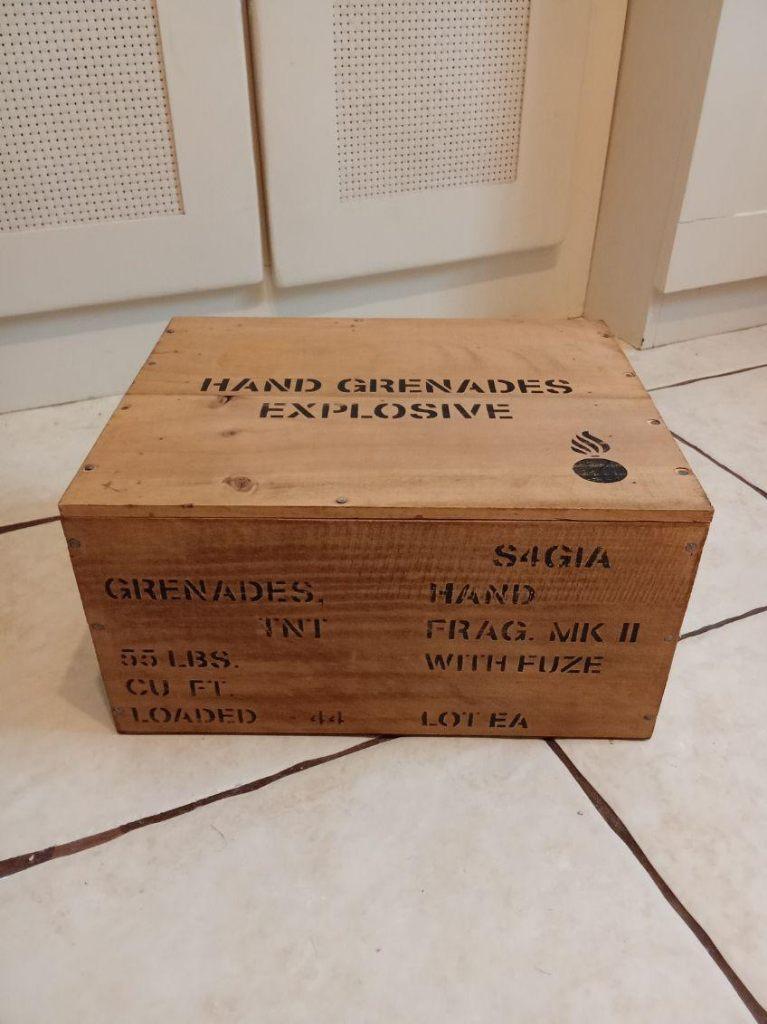 HAND GRENADES
EXPLOSIVE
S4GIA
GRENADES, HAND
TNT FRAG. MK II
55 LBS. WITH FUZE
CU FT.
LOADED - 44 LOT EA